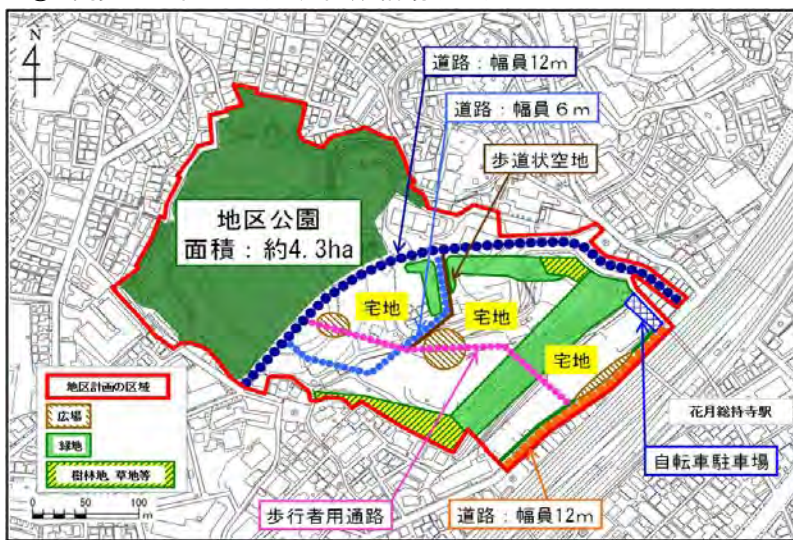 N
道路：幅員12m
道路：幅員６m
歩道状空地
地区公園
面積：約4.3ha
宅地
宅地
宅地
地区計画の区域
広場
緑地
樹林地、草地等
0 50 100
m
花月総持寺駅
自転車駐車場
歩行者用通路
道路：幅員12m